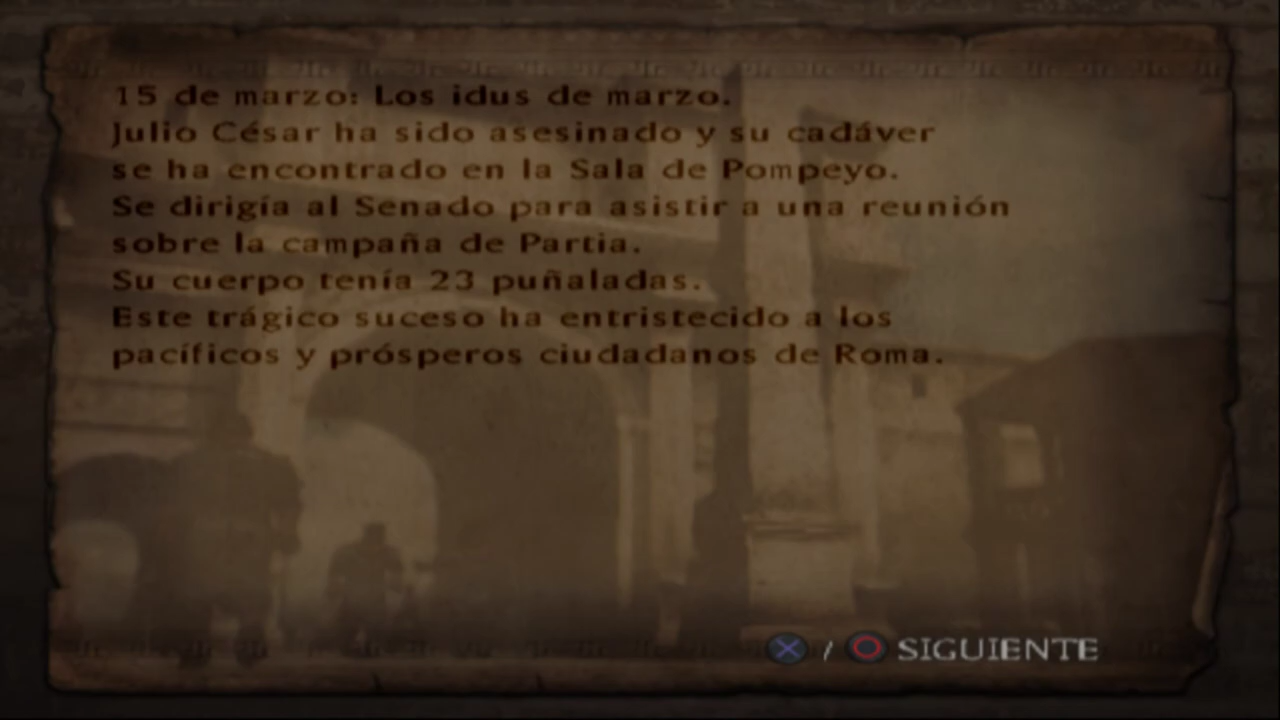 15 de marzo: Los idus de marzo.
Julio César ha sido asesinado y su cadáver
se ha encontrado en la Sala de Pompeyo.
Se dirigía al Senado para asistir a una reunión
sobre la campaña de Partia.
Su cuerpo tenía 23 puñaladas.
Este trágico suceso ha entristecido a los
pacíficos y prósperos ciudadanos de Roma.
/ SIGUIENTE